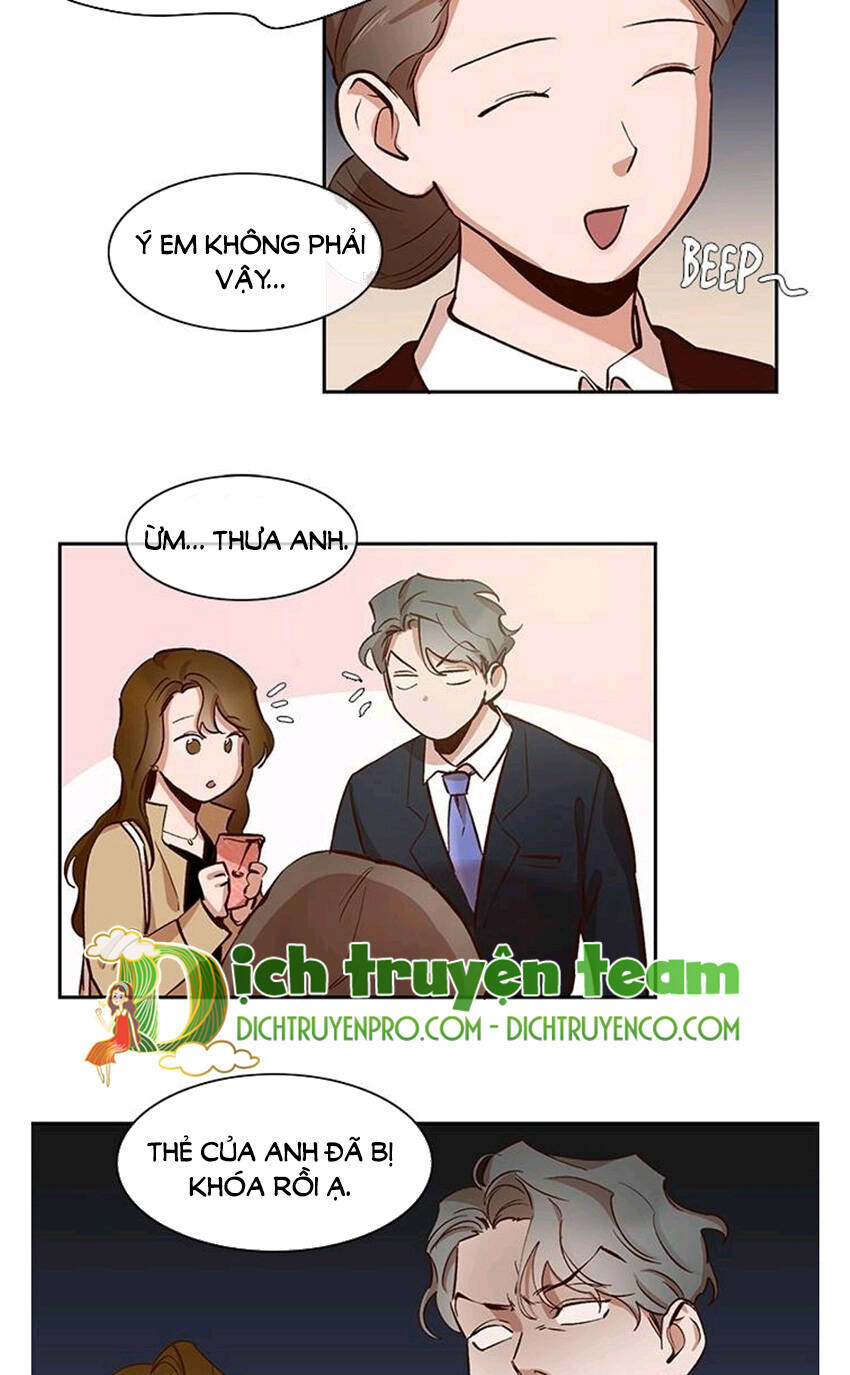 Ý EM KHÔNG PHẢI
VẬY...
BEEP~
ỪM... THƯA ANH.
Dịch truyện team
DICHTRUYENPRO.COM - DICHTRUYENCO.COM
THẺ CỦA ANH ĐÃ BỊ
KHÓA RỒI Ạ.